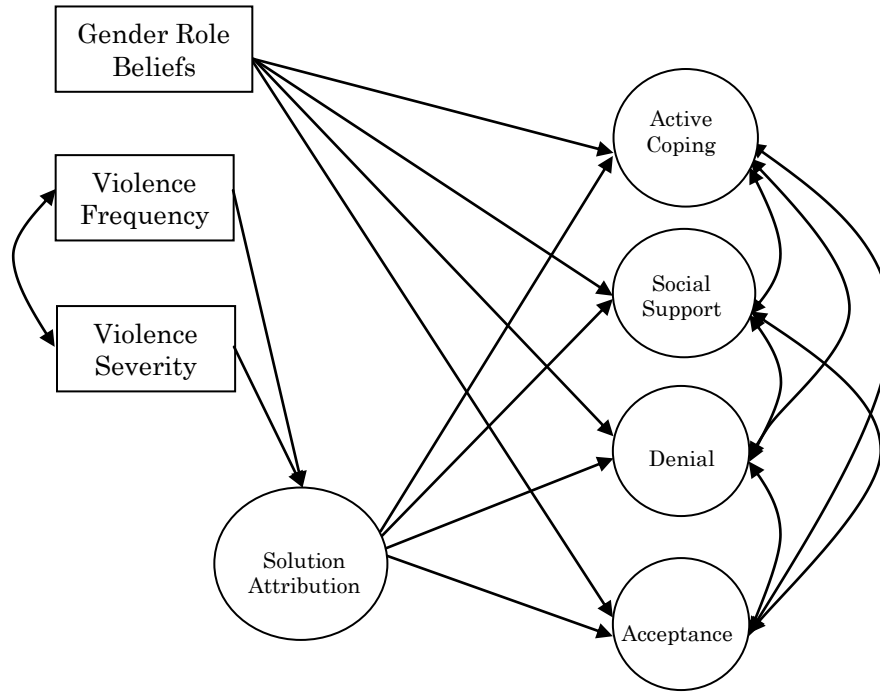 Gender Role
Beliefs
Violence
Frequency
Violence
Severity
Solution
Attribution
Active
Coping
Social
Support
Denial
Acceptance